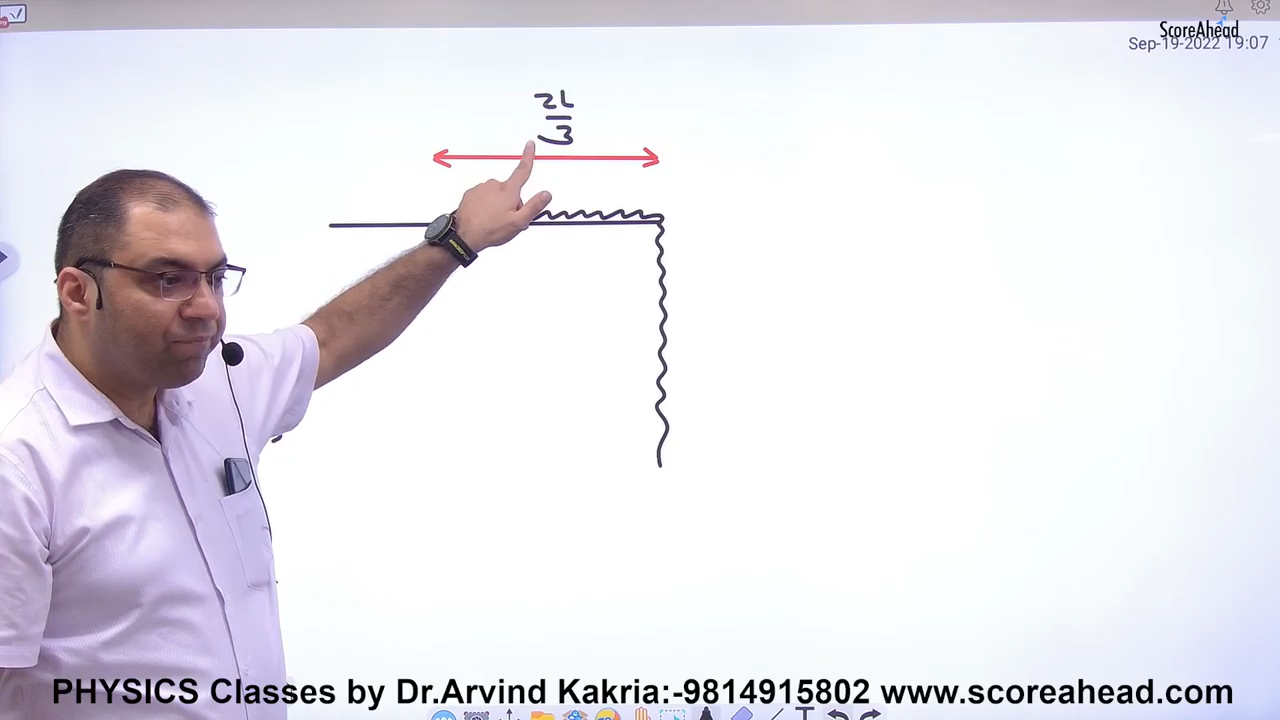 ScoreAhead
Sep-19-2022 19:07
2L
3
PHYSICS Classes by Dr.Arvind Kakria:-9814915802 www.scoreahead.com